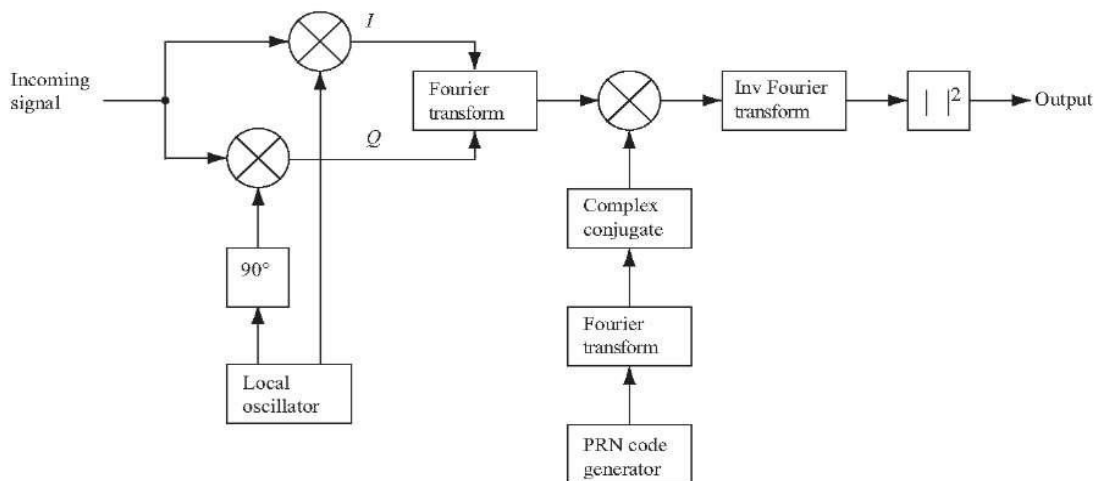 I
Incoming
signal
Fourier
transform
Inv Fourier
transform
| |²
Output
Q
Complex
conjugate
90°
Fourier
transform
Local
oscillator
PRN code
generator